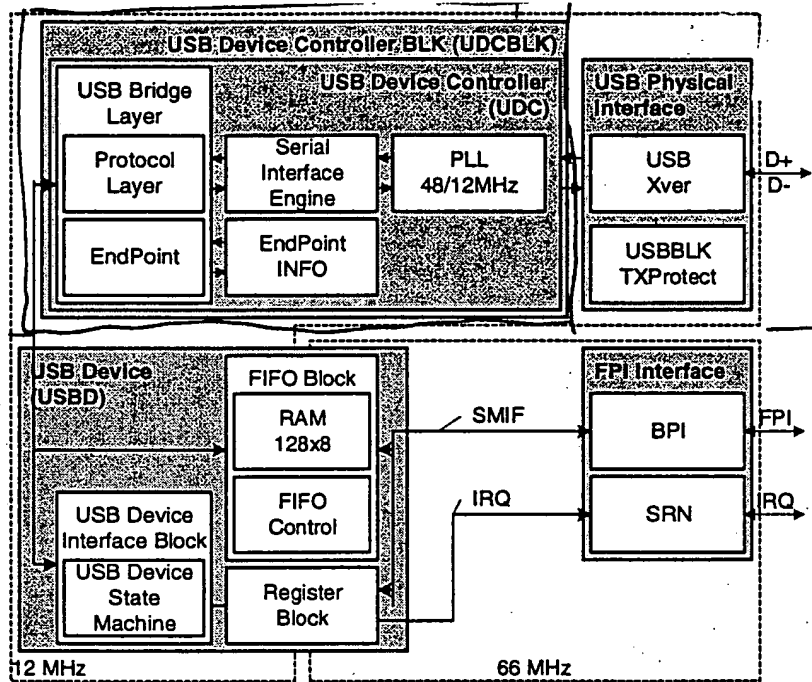 USB Device Controller BLK (UDCBLK)
USB Device Controller
(UDC)
USB Bridge
Layer
Protocol
Layer
EndPoint
Serial
Interface
Engine
EndPoint
INFO
PLL
48/12MHz
USB Physical
Interface
USB
Xver
USBBLK
TXProtect
D+
D-
USB Device
(USBD)
FIFO Block
RAM
128x8
FIFO
Control
USB Device
Interface Block
USB Device
State
Machine
Register
Block
SMIF
IRQ
FPI Interface
BPI
SRN
FPI
IRQ
12 MHz
66 MHz